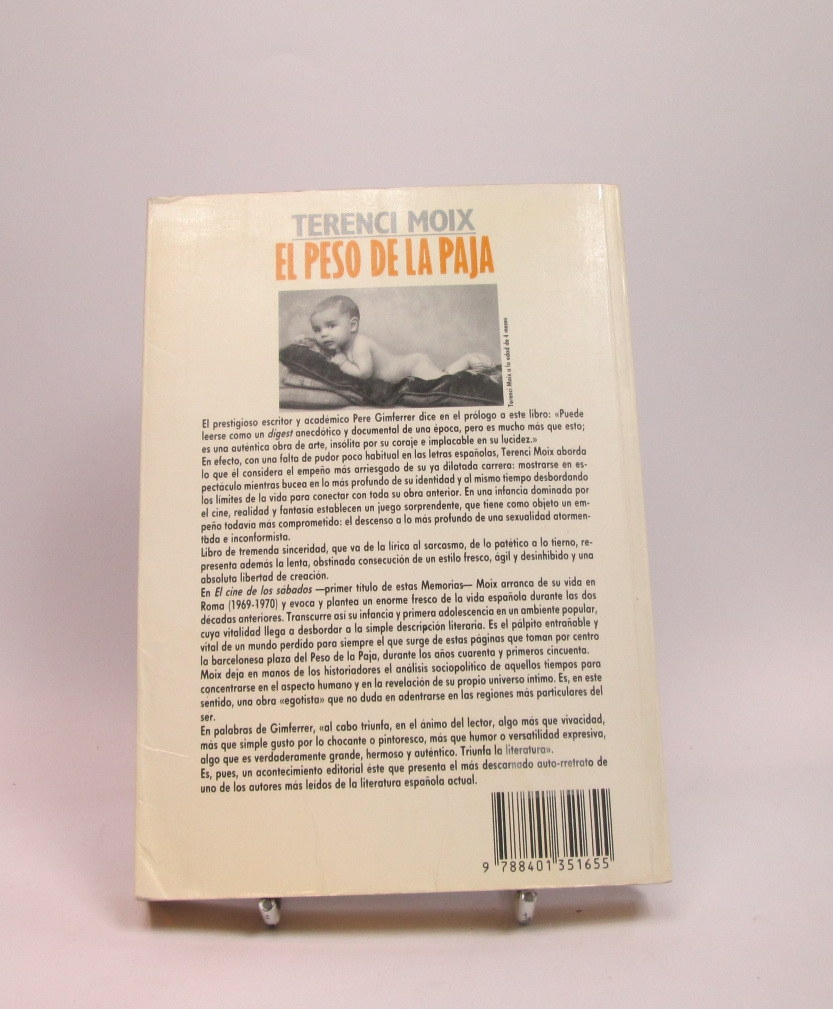 TERENCI MOIX
EL PESO DE LA PAJA
Terenci Moix a la edad de 4 meses
El prestigioso escritor y académico Pere Gimferrer dice en el prólogo a este libro: «Puede
leerse como un digest anecdótico y documental de una época, pero es mucho más que esto;
es una auténtica obra de arte, insólita por su coraje e implacable en su lucidez.»
En efecto, con una falta de pudor poco habitual en las letras españolas, Terenci Moix aborda
lo que él considera el empeño más arriesgado de su ya dilatada carrera: mostrarse en es-
pectáculo mientras bucea en lo más profundo de su identidad y al mismo tiempo desbordando
los límites de la vida para conectar con toda su obra anterior. En una infancia dominada por
el cine, realidad y fantasía establecen un juego sorprendente, que tiene como objeto un em-
peño todavía más comprometido: el descenso a lo más profundo de una sexualidad atormen-
tada e inconformista.
Libro de tremenda sinceridad, que va de la lírica al sarcasmo, de lo patético a lo tierno, re-
presenta además la lenta, obstinada consecución de un estilo fresco, ágil y desinhibido y una
absoluta libertad de creación.
En El cine de los sábados —primer título de estas Memorias— Moix arranca de su vida en
Roma (1969-1970) y evoca y plantea un enorme fresco de la vida española durante las dos
décadas anteriores. Transcurre así su infancia y primera adolescencia en un ambiente popular,
cuya vitalidad llega a desbordar a la simple descripción literaria. Es el pálpito entrañable y
vital de un mundo perdido para siempre el que surge de estas páginas que toman por centro
la barcelonesa plaza del Peso de la Paja, durante los años cuarenta y primeros cincuenta.
Moix deja en manos de los historiadores el análisis sociopolítico de aquellos tiempos para
concentrarse en el aspecto humano y en la revelación de su propio universo íntimo. Es, en este
sentido, una obra «egotista» que no duda en adentrarse en las regiones más particulares del
ser.
En palabras de Gimferrer, «al cabo triunfa, en el ánimo del lector, algo más que vivacidad,
más que simple gusto por lo chocante o pintoresco, más que humor o versatilidad expresiva,
algo que es verdaderamente grande, hermoso y auténtico. Triunfa la literatura».
Es, pues, un acontecimiento editorial éste que presenta el más descarnado auto-rretrato de
uno de los autores más leídos de la literatura española actual.
9 788401 351655